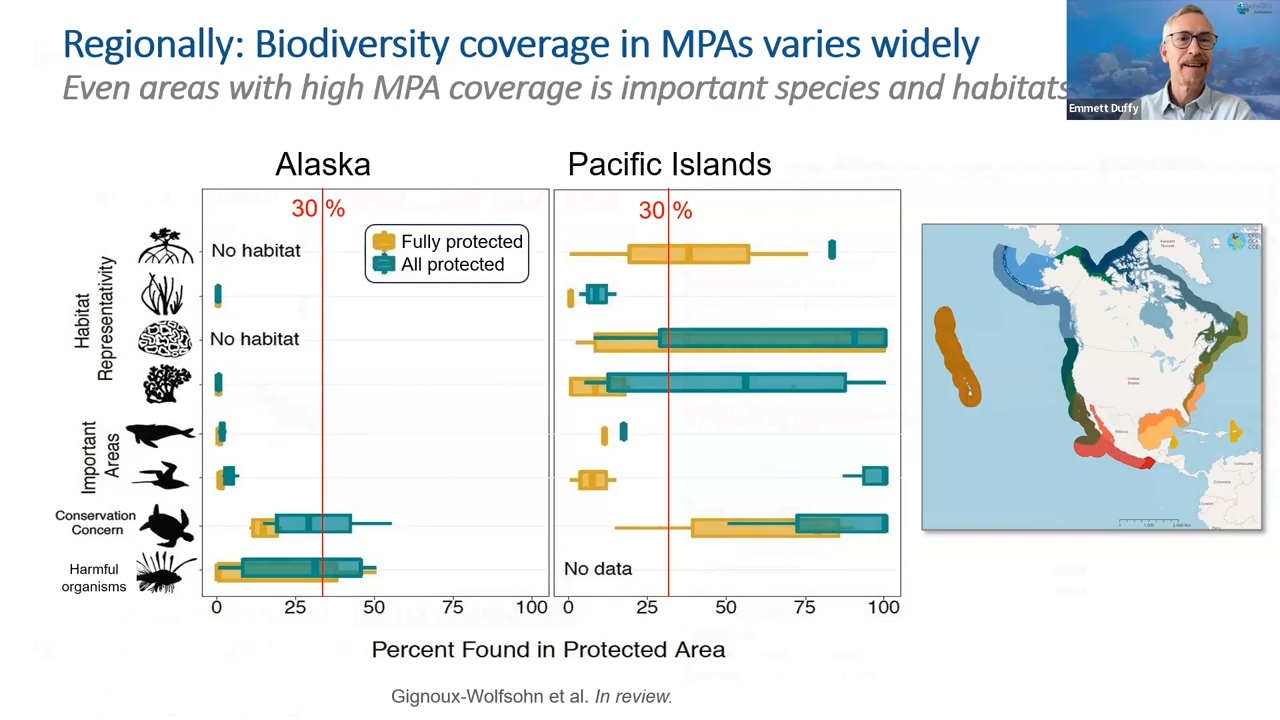 Regionally: Biodiversity coverage in MPAs varies widely
Even areas with high MPA coverage is important species and habitats
Emmett Duffy
Alaska
Pacific Islands
30 %
30 %
Fully protected
All protected
Habitat
Representativity
No habitat
No habitat
Important
Areas
Conservation
Concern
Harmful
organisms
No data
0 25 50 75 100
0 25 50 75 100
Percent Found in Protected Area
Gignoux-Wolfsohn et al. In review.
United
States
México